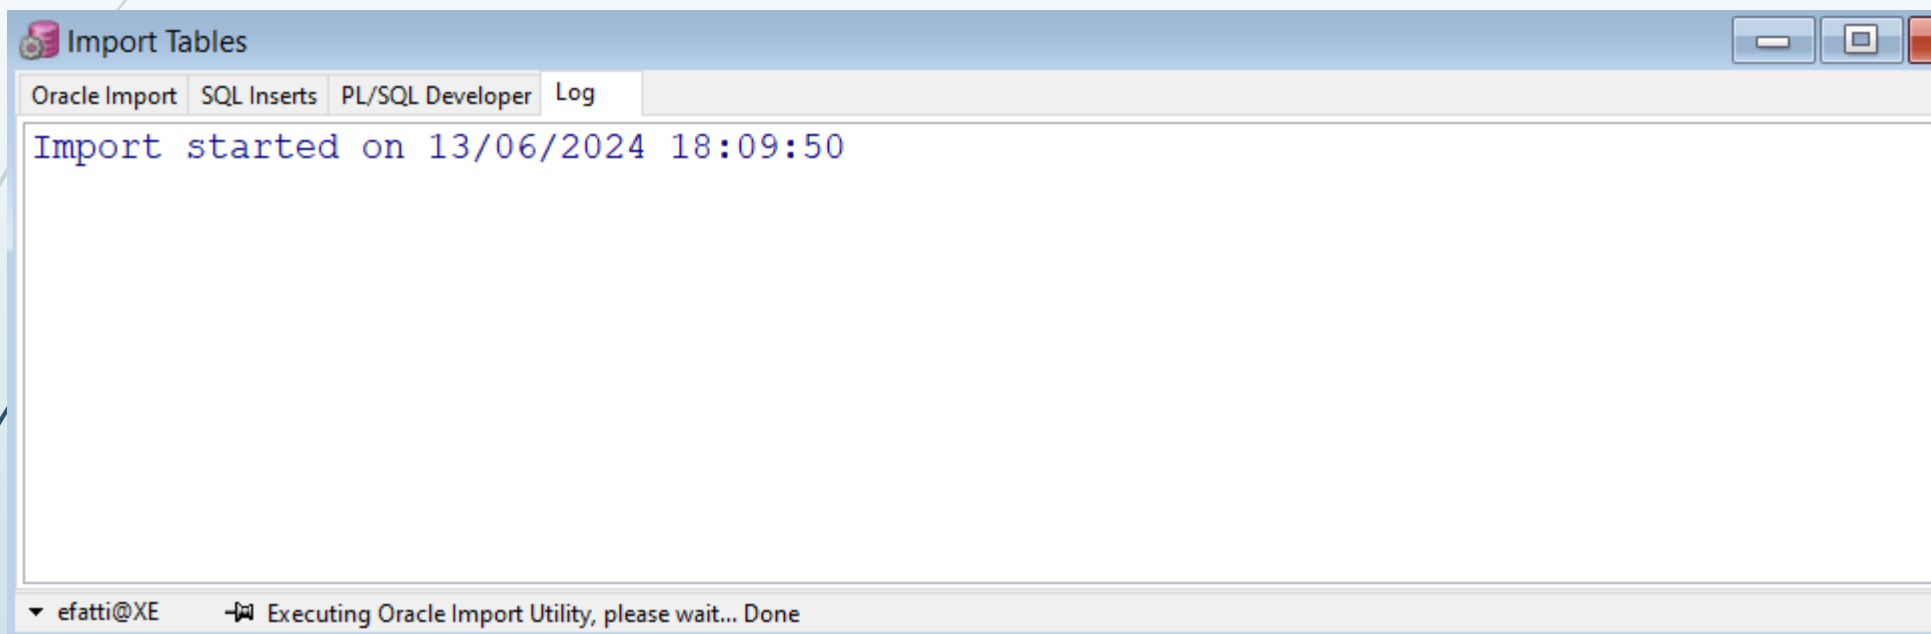 Import Tables
Oracle Import SQL Inserts PL/SQL Developer Log
Import started on 13/06/2024 18:09:50
efatti@XE Executing Oracle Import Utility, please wait... Done